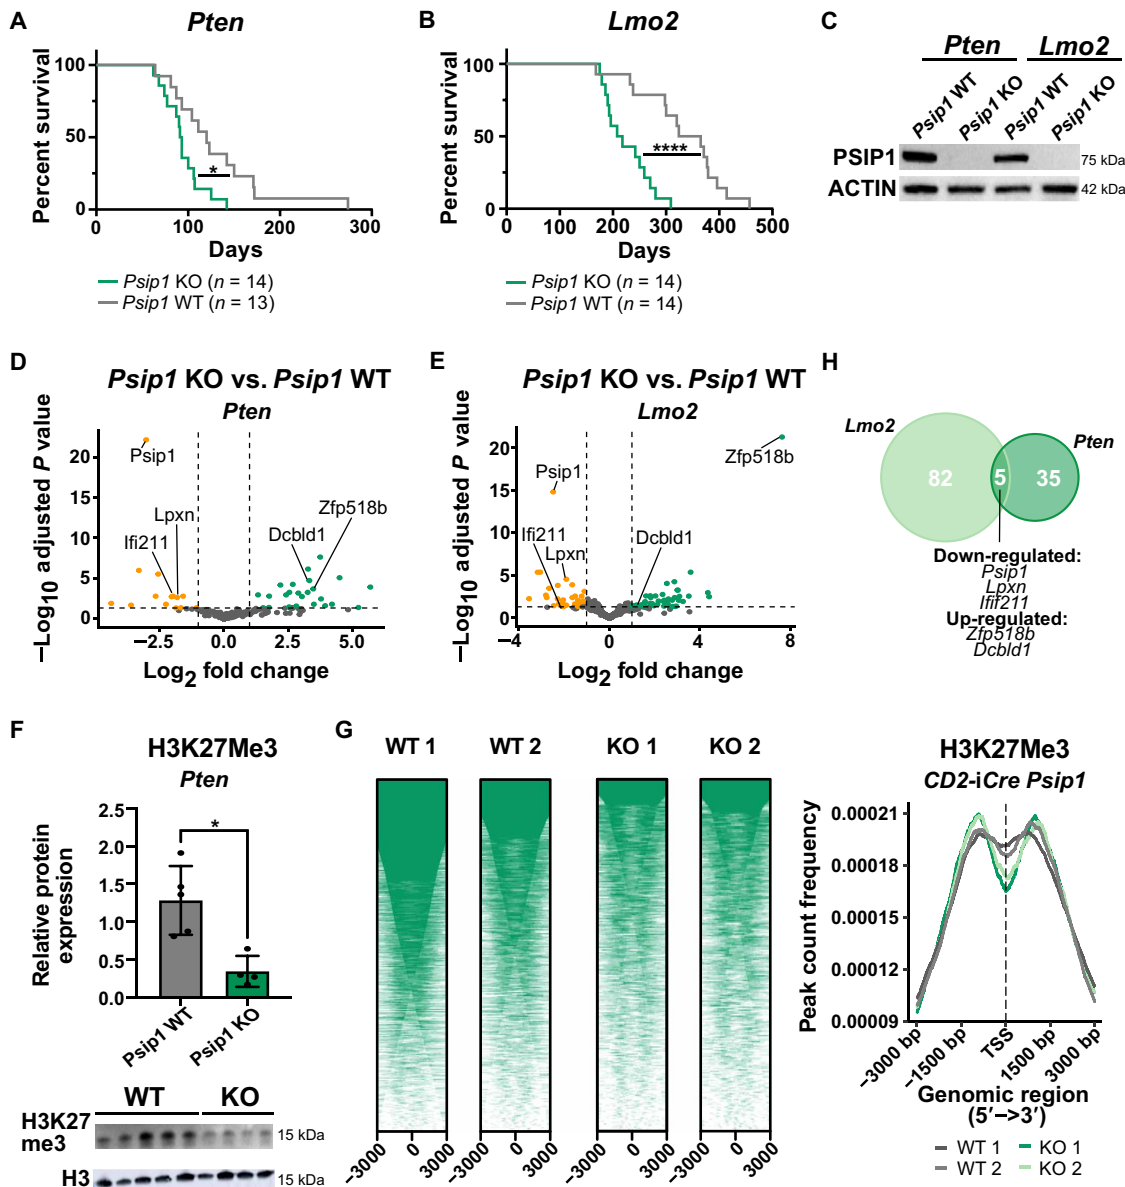 A
Pten
Percent survival
100
50
0
0
100
200
300
Days
*
Psip1 KO (n = 14)
Psip1 WT (n = 13)
B
Lmo2
Percent survival
100
50
0
0
100
200
300
400
500
Days
****
Psip1 KO (n = 14)
Psip1 WT (n = 14)
C
Pten
Lmo2
Psip1 WT
Psip1 KO
Psip1 WT
Psip1 KO
PSIP1
75 kDa
ACTIN
42 kDa
D
Psip1 KO vs. Psip1 WT
Pten
−Log10 adjusted P value
20
15
10
5
0
Psip1
Lpxn
Ifi211
Dcbld1
Zfp518b
−2.5
0.0
2.5
5.0
Log2 fold change
E
Psip1 KO vs. Psip1 WT
Lmo2
−Log10 adjusted P value
20
15
10
5
0
Psip1
Zfp518b
Ifi211
Lpxn
Dcbld1
−4
0
4
8
Log2 fold change
H
Lmo2
Pten
82
5
35
Down-regulated:
Psip1
Lpxn
Ifif211
Up-regulated:
Zfp518b
Dcbld1
F
H3K27Me3
Pten
Relative protein
expression
2.5
2.0
1.5
1.0
0.5
0.0
*
Psip1 WT
Psip1 KO
WT
KO
H3K27
me3
15 kDa
H3
15 kDa
G
WT 1
WT 2
KO 1
KO 2
−3000
0
3000
−3000
0
3000
−3000
0
3000
−3000
0
3000
H3K27Me3
CD2-iCre Psip1
Peak count frequency
0.00021
0.00018
0.00015
0.00012
0.00009
−3000 bp
−1500 bp
TSS
1500 bp
3000 bp
Genomic region
(5′−>3′)
WT 1
KO 1
WT 2
KO 2